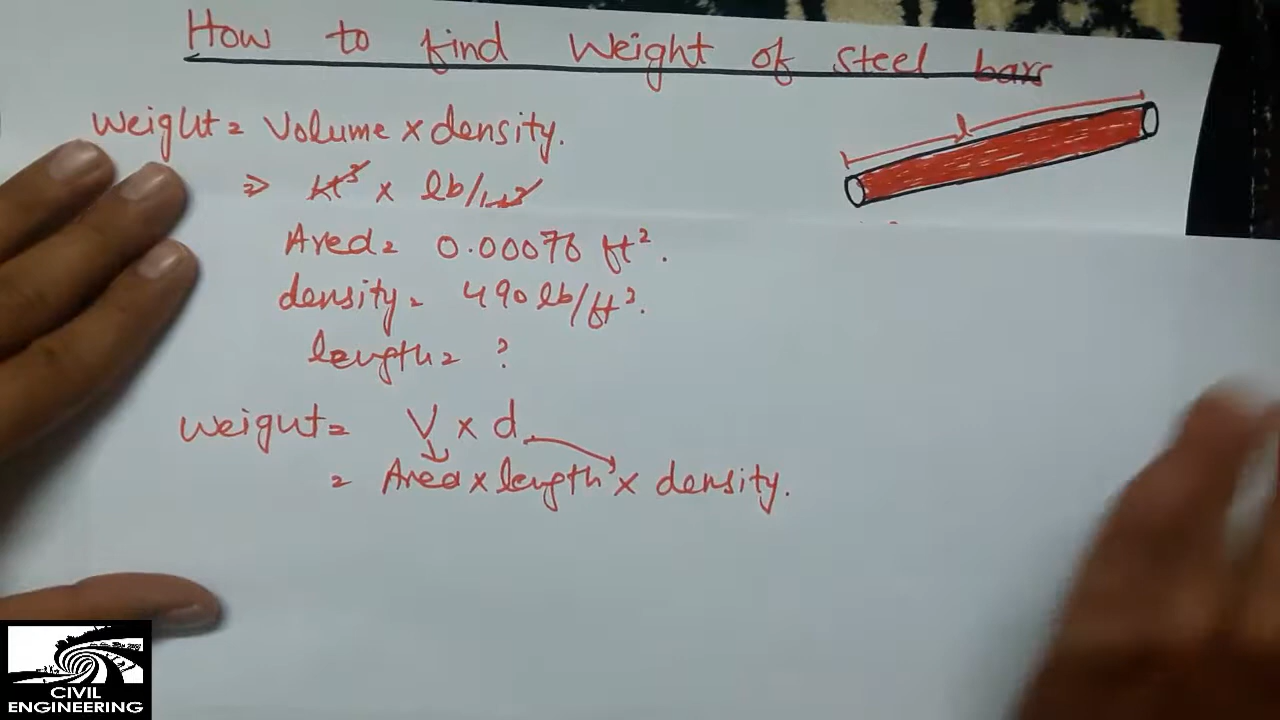 How to find Weight of Steel bars
Weight = Volume × density.
⇒ ft³ × lb/ft³
Area = 0.00076 ft².
density = 490 lb/ft³.
length = ?
Weight = V × d
= Area × length × density.
CIVIL
ENGINEERING